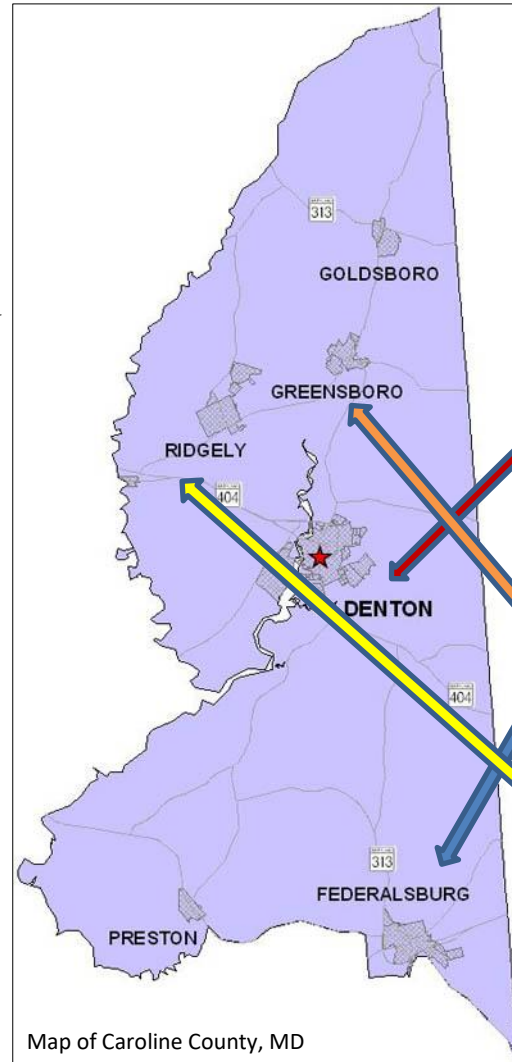 313
GOLDSBORO
GREENSBORO
RIDGELY
404
DENTON
404
313
FEDERALSBURG
PRESTON
Map of Caroline County, MD